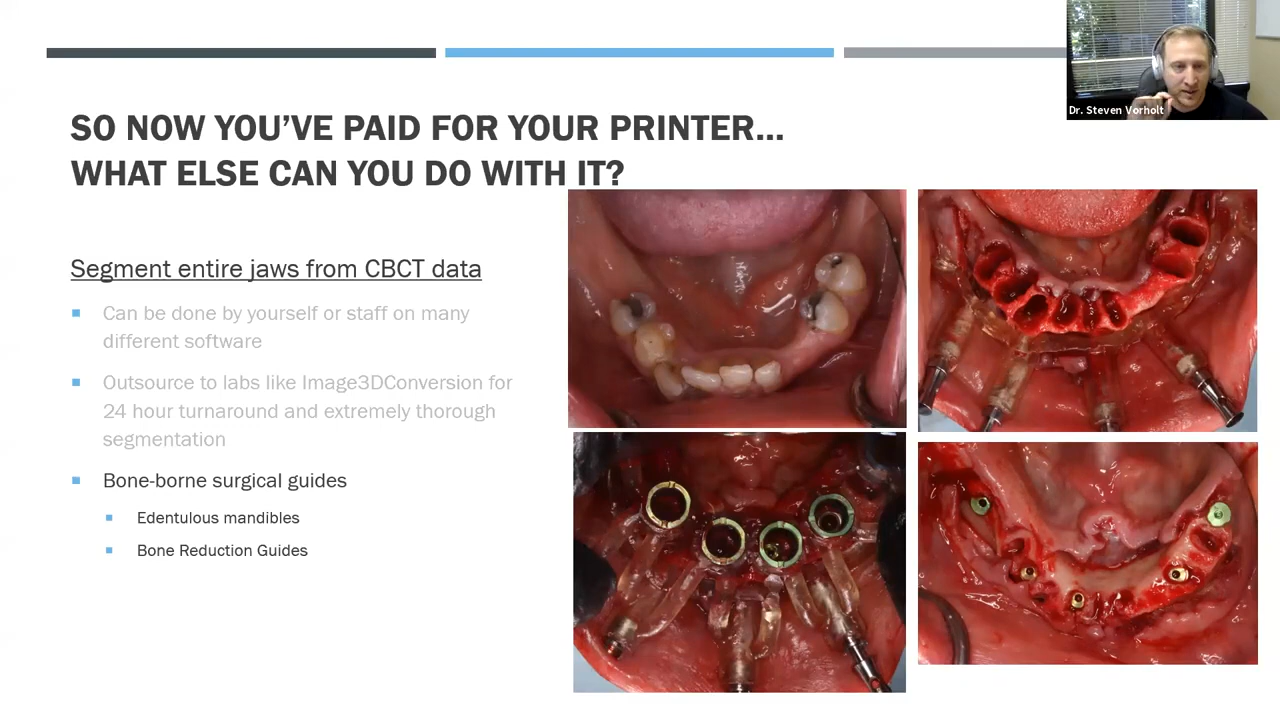 SO NOW YOU'VE PAID FOR YOUR PRINTER...
WHAT ELSE CAN YOU DO WITH IT?
Dr. Steven Vorholt
Segment entire jaws from CBCT data
Can be done by yourself or staff on many
different software
Outsource to labs like Image3DConversion for
24 hour turnaround and extremely thorough
segmentation
Bone-borne surgical guides
Edentulous mandibles
Bone Reduction Guides